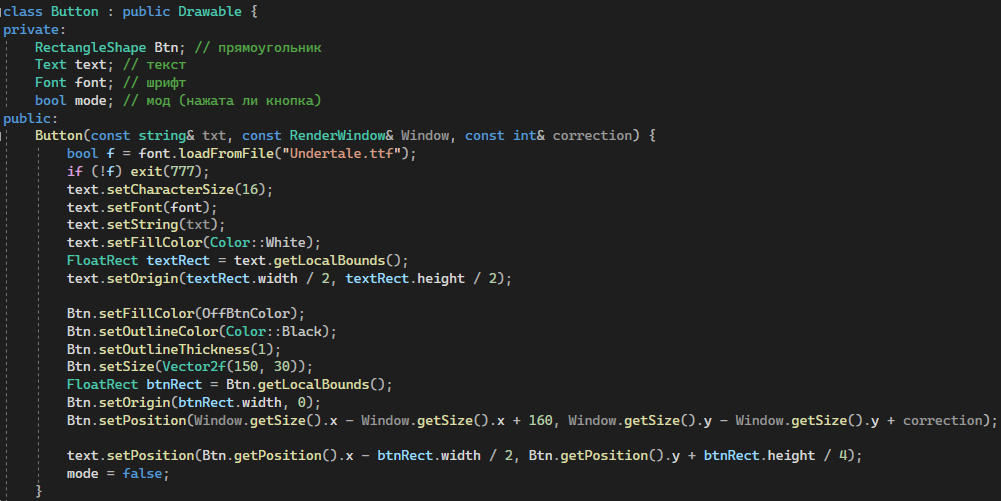 class Button : public Drawable {
private:
    RectangleShape Btn; // прямоугольник
    Text text; // текст
    Font font; // шрифт
    bool mode; // мод (нажата ли кнопка)
public:
    Button(const string& txt, const RenderWindow& Window, const int& correction) {
        bool f = font.loadFromFile("Undertale.ttf");
        if (!f) exit(777);
        text.setCharacterSize(16);
        text.setFont(font);
        text.setString(txt);
        text.setFillColor(Color::White);
        FloatRect textRect = text.getLocalBounds();
        text.setOrigin(textRect.width / 2, textRect.height / 2);

        Btn.setFillColor(OffBtnColor);
        Btn.setOutlineColor(Color::Black);
        Btn.setOutlineThickness(1);
        Btn.setSize(Vector2f(150, 30));
        FloatRect btnRect = Btn.getLocalBounds();
        Btn.setOrigin(btnRect.width, 0);
        Btn.setPosition(Window.getSize().x - Window.getSize().x + 160, Window.getSize().y - Window.getSize().y + correction);

        text.setPosition(Btn.getPosition().x - btnRect.width / 2, Btn.getPosition().y + btnRect.height / 4);
        mode = false;
    }